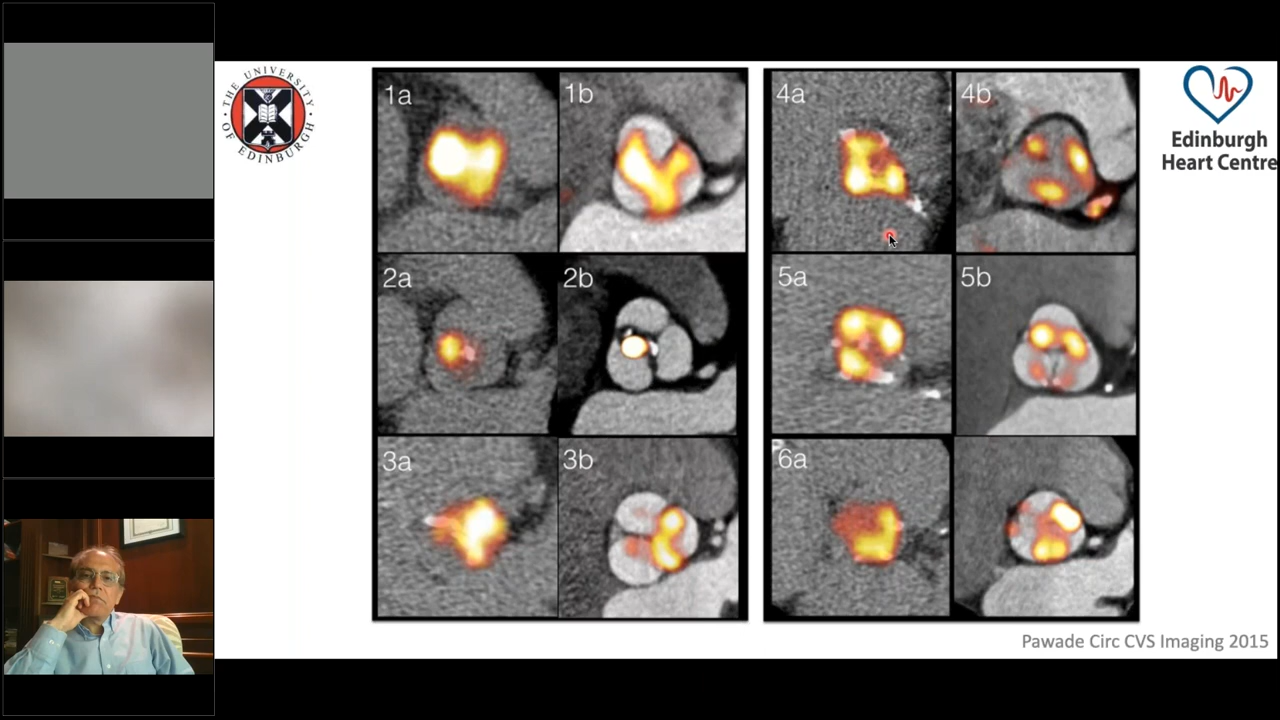 THE UNIVERSITY OF EDINBURGH
1a
1b
4a
4b
Edinburgh
Heart Centre
2a
2b
5a
5b
3a
3b
6a
Pawade Circ CVS Imaging 2015